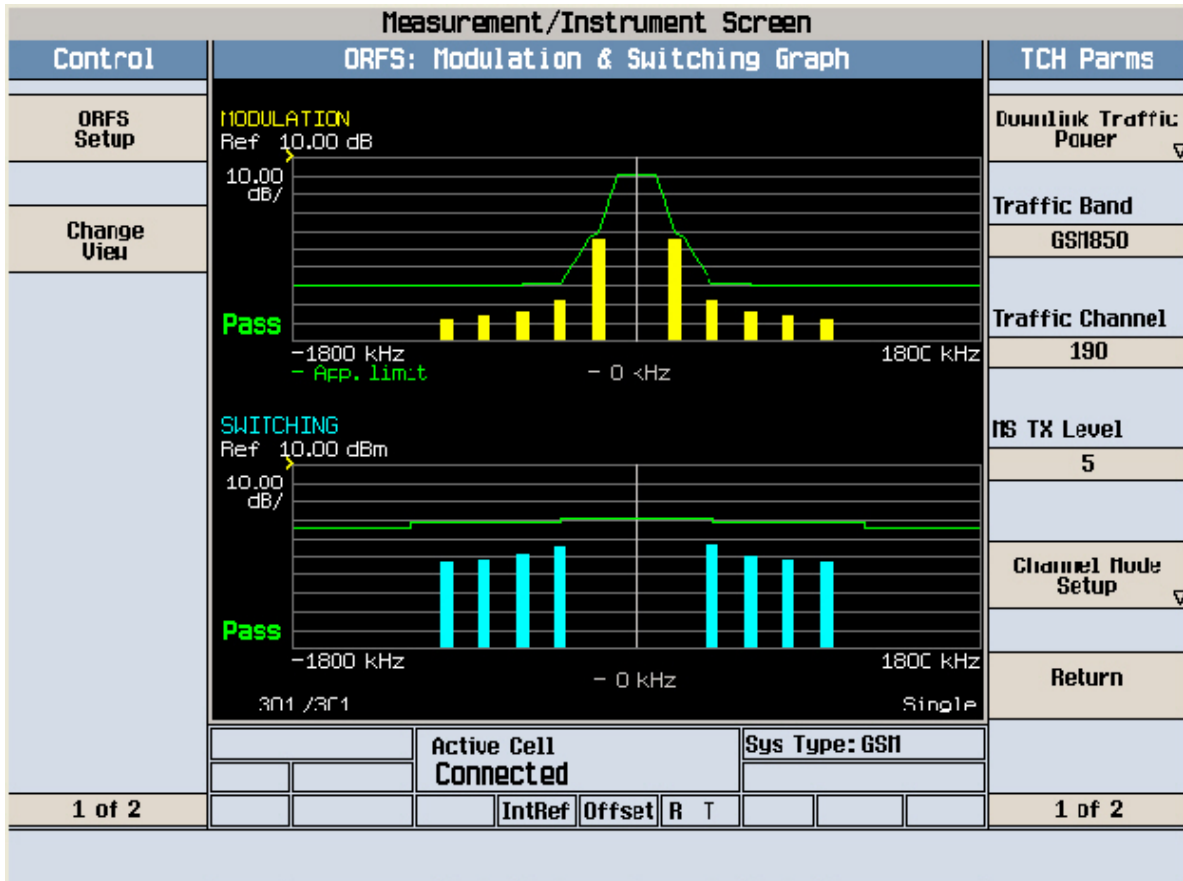 Measurement/Instrument Screen
Control
ORFS: Modulation & Switching Graph
TCH Parms
ORFS
Setup
Change
View
1 of 2
MODULATION
Ref 10.00 dB
10.00
dB/
Pass
-1800 kHz
1800 kHz
- App. limit
- 0 kHz
SWITCHING
Ref 10.00 dBm
10.00
dB/
Pass
-1800 kHz
1800 kHz
- 0 kHz
301/301
Single
Active Cell
Connected
Sys Type: GSM
IntRef
Offset
R T
Downlink Traffic
Power
Traffic Band
GSM850
Traffic Channel
190
MS TX Level
5
Channel Mode
Setup
Return
1 of 2